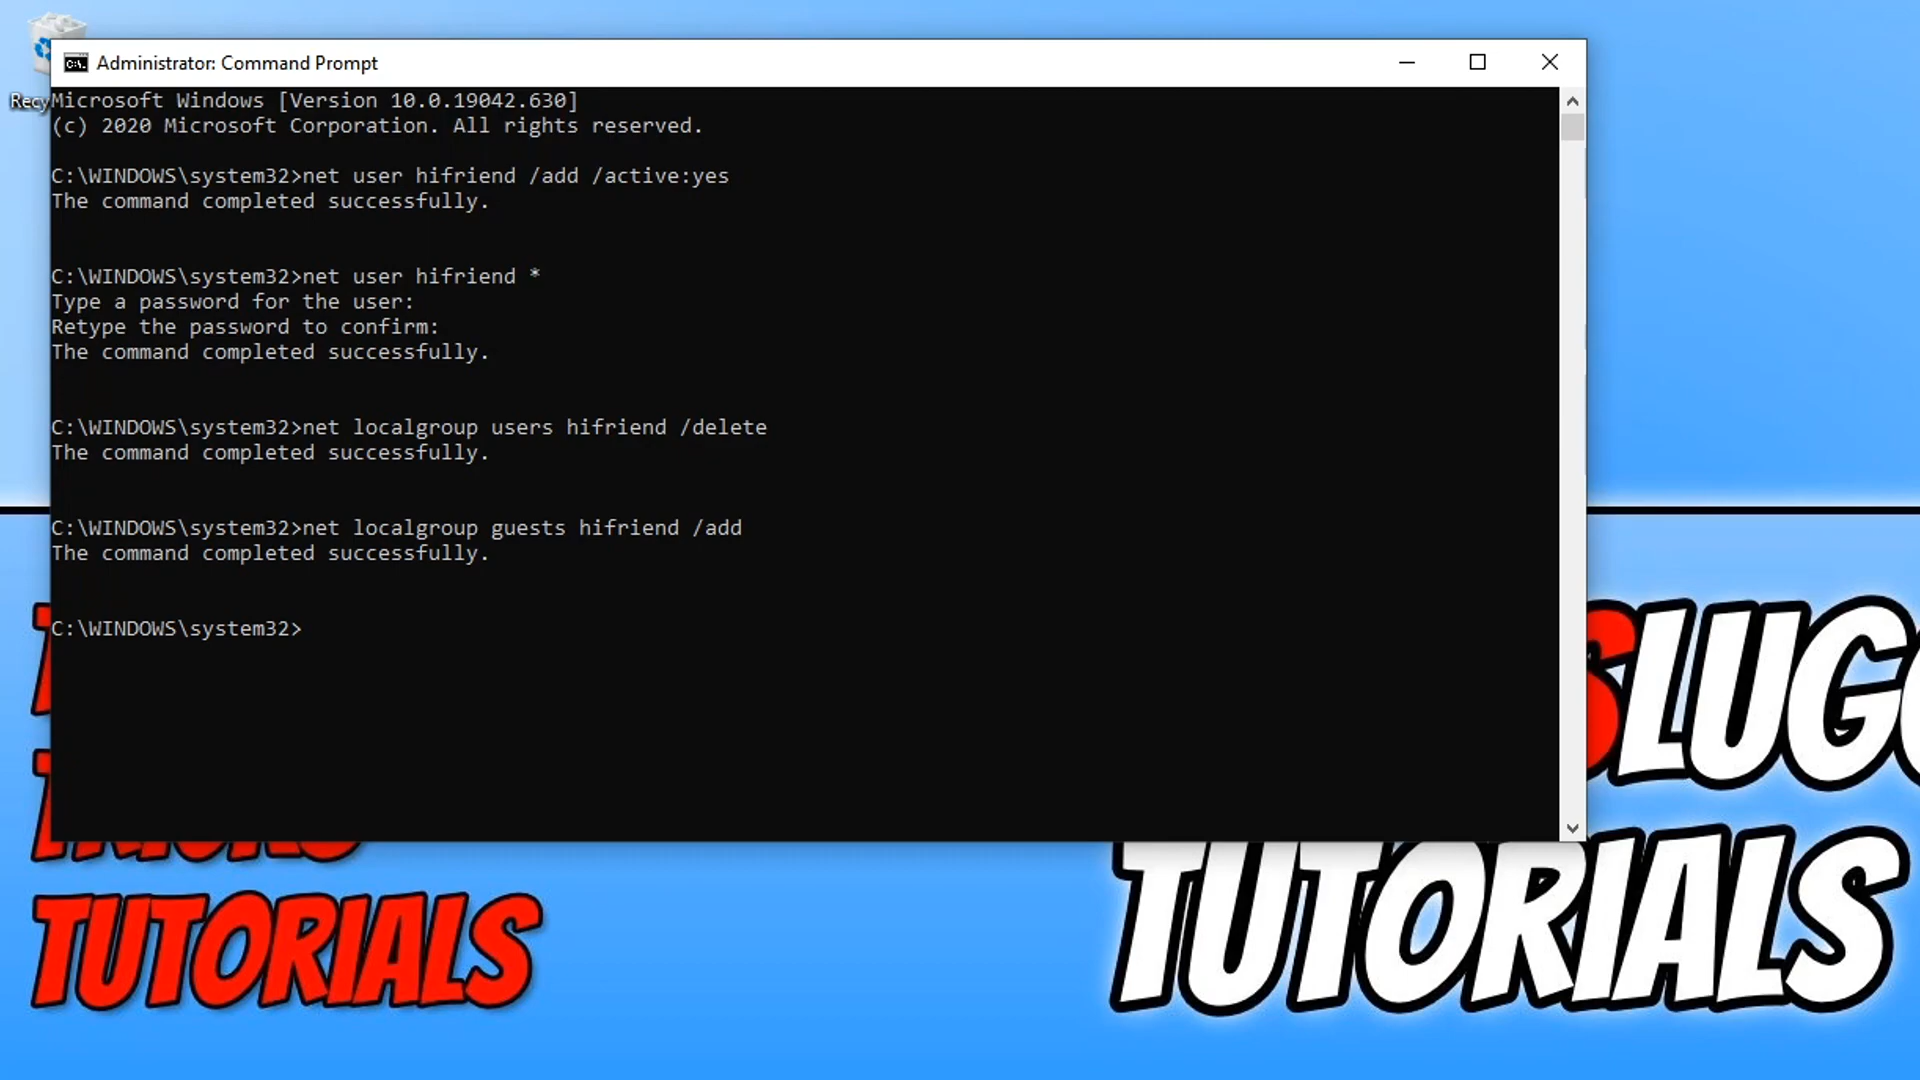 Recy
Administrator: Command Prompt
Microsoft Windows [Version 10.0.19042.630]
(c) 2020 Microsoft Corporation. All rights reserved.
C:\WINDOWS\system32>net user hifriend /add /active:yes
The command completed successfully.
C:\WINDOWS\system32>net user hifriend *
Type a password for the user:
Retype the password to confirm:
The command completed successfully.
C:\WINDOWS\system32>net localgroup users hifriend /delete
The command completed successfully.
C:\WINDOWS\system32>net localgroup guests hifriend /add
The command completed successfully.
C:\WINDOWS\system32>
TUTORIALS
SLUG
TUTORIALS